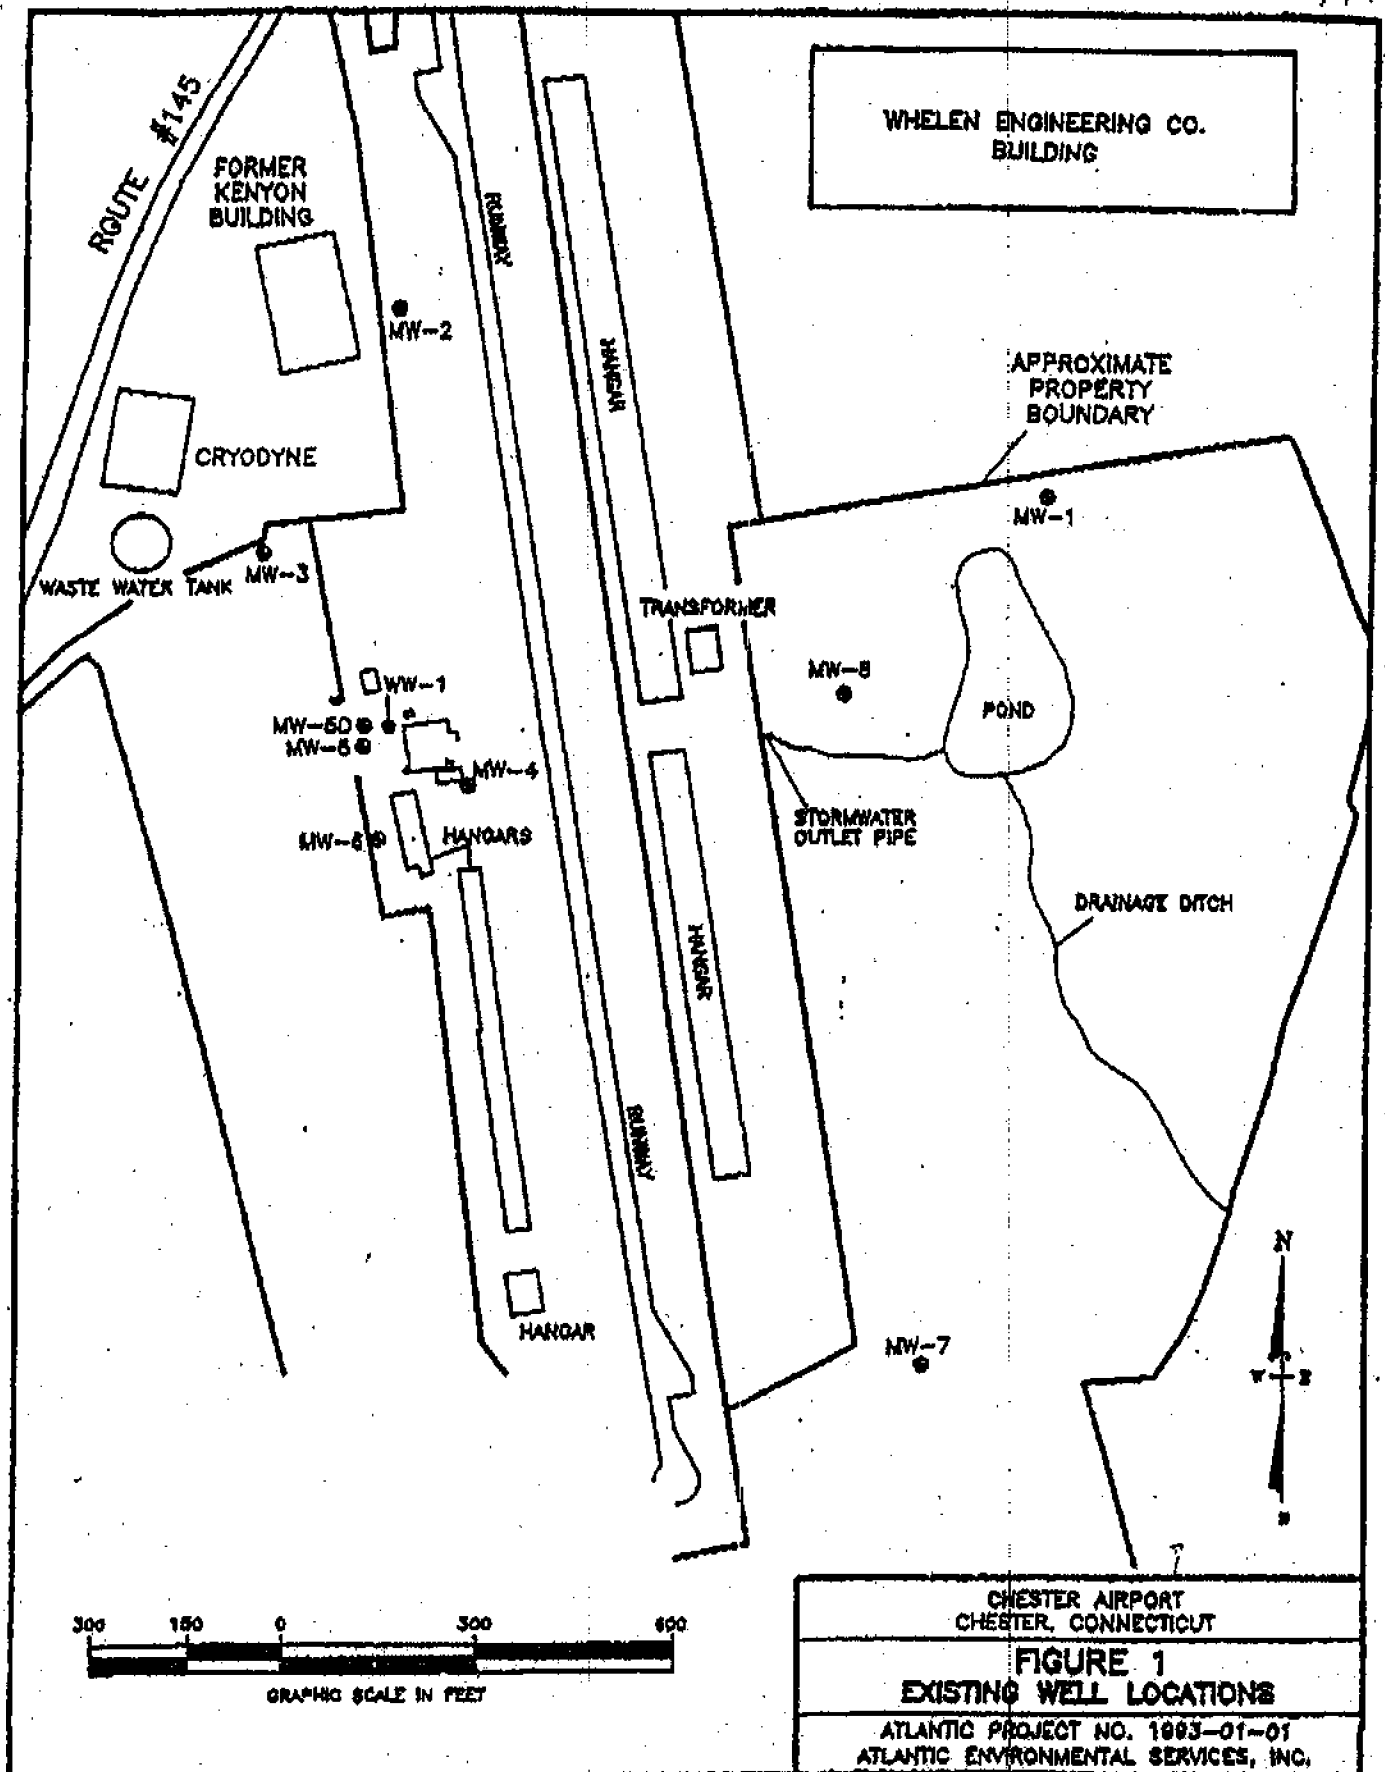 WHELEN ENGINEERING CO.
BUILDING
ROUTE #145
FORMER
KENYON
BUILDING
RUNWAY
MW-2
HANGAR
APPROXIMATE
PROPERTY
BOUNDARY
CRYODYNE
MW-1
MW-3
WASTE WATER TANK
TRANSFORMER
WW-1
POND
MW-4
STORMWATER
OUTLET PIPE
HANGARS
DRAINAGE DITCH
HANGAR
RUNWAY
N
HANGAR
MW-7
W
E
300 150 0 300 600
GRAPHIC SCALE IN FEET
CHESTER AIRPORT
CHESTER, CONNECTICUT
FIGURE 1
EXISTING WELL LOCATIONS
ATLANTIC PROJECT NO. 1993-01-01
ATLANTIC ENVIRONMENTAL SERVICES, INC.